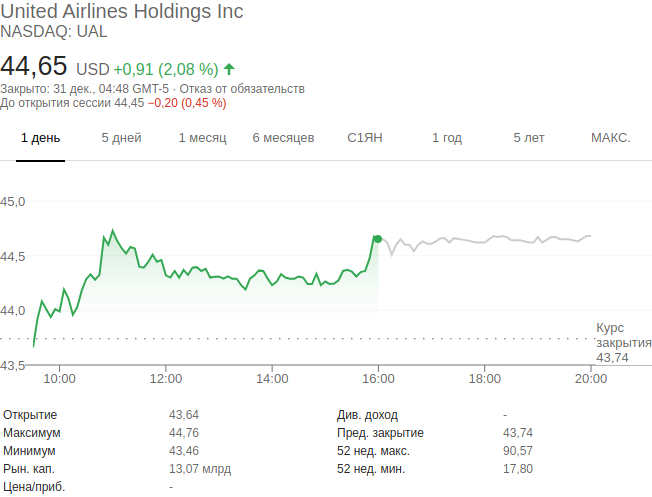 United Airlines Holdings Inc
NASDAQ: UAL
44,65 USD +0,91 (2,08 %)
Закрыто: 31 дек., 04:48 GMT-5 · Отказ от обязательств
До открытия сессии 44,45 −0,20 (0,45 %)
1 день 5 дней 1 месяц 6 месяцев С1ЯН 1 год 5 лет МАКС.
45,0
44,5
44,0
Курс
закрытия
43,74
43,5
10:00 12:00 14:00 16:00 18:00 20:00
Открытие 43,64 Див. доход -
Максимум 44,76 Пред. закрытие 43,74
Минимум 43,46 52 нед. макс. 90,57
Рын. кап. 13,07 млрд 52 нед. мин. 17,80
Цена/приб. -